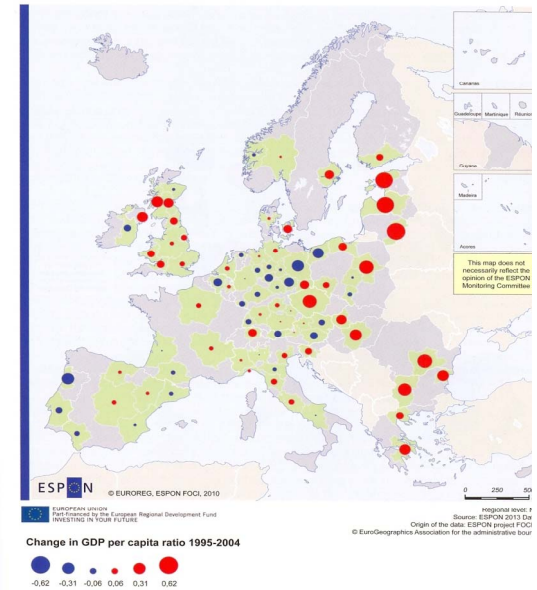 Canarias
Guadeloupe Martinique Réunion
Guyane
Madeira
Acores
This map does not
necessarily reflect the
opinion of the ESPON
Monitoring Committee
ESPON
© EUROREG, ESPON FOCI, 2010
0 250 50
EUROPEAN UNION
Part-financed by the European Regional Development Fund
INVESTING IN YOUR FUTURE
Regional level: N
Source: ESPON 2013 Da
Origin of the data: ESPON project FOCI
© EuroGeographics Association for the administrative bour
Change in GDP per capita ratio 1995-2004
-0,62 -0,31 -0,06 0,06 0,31 0,62